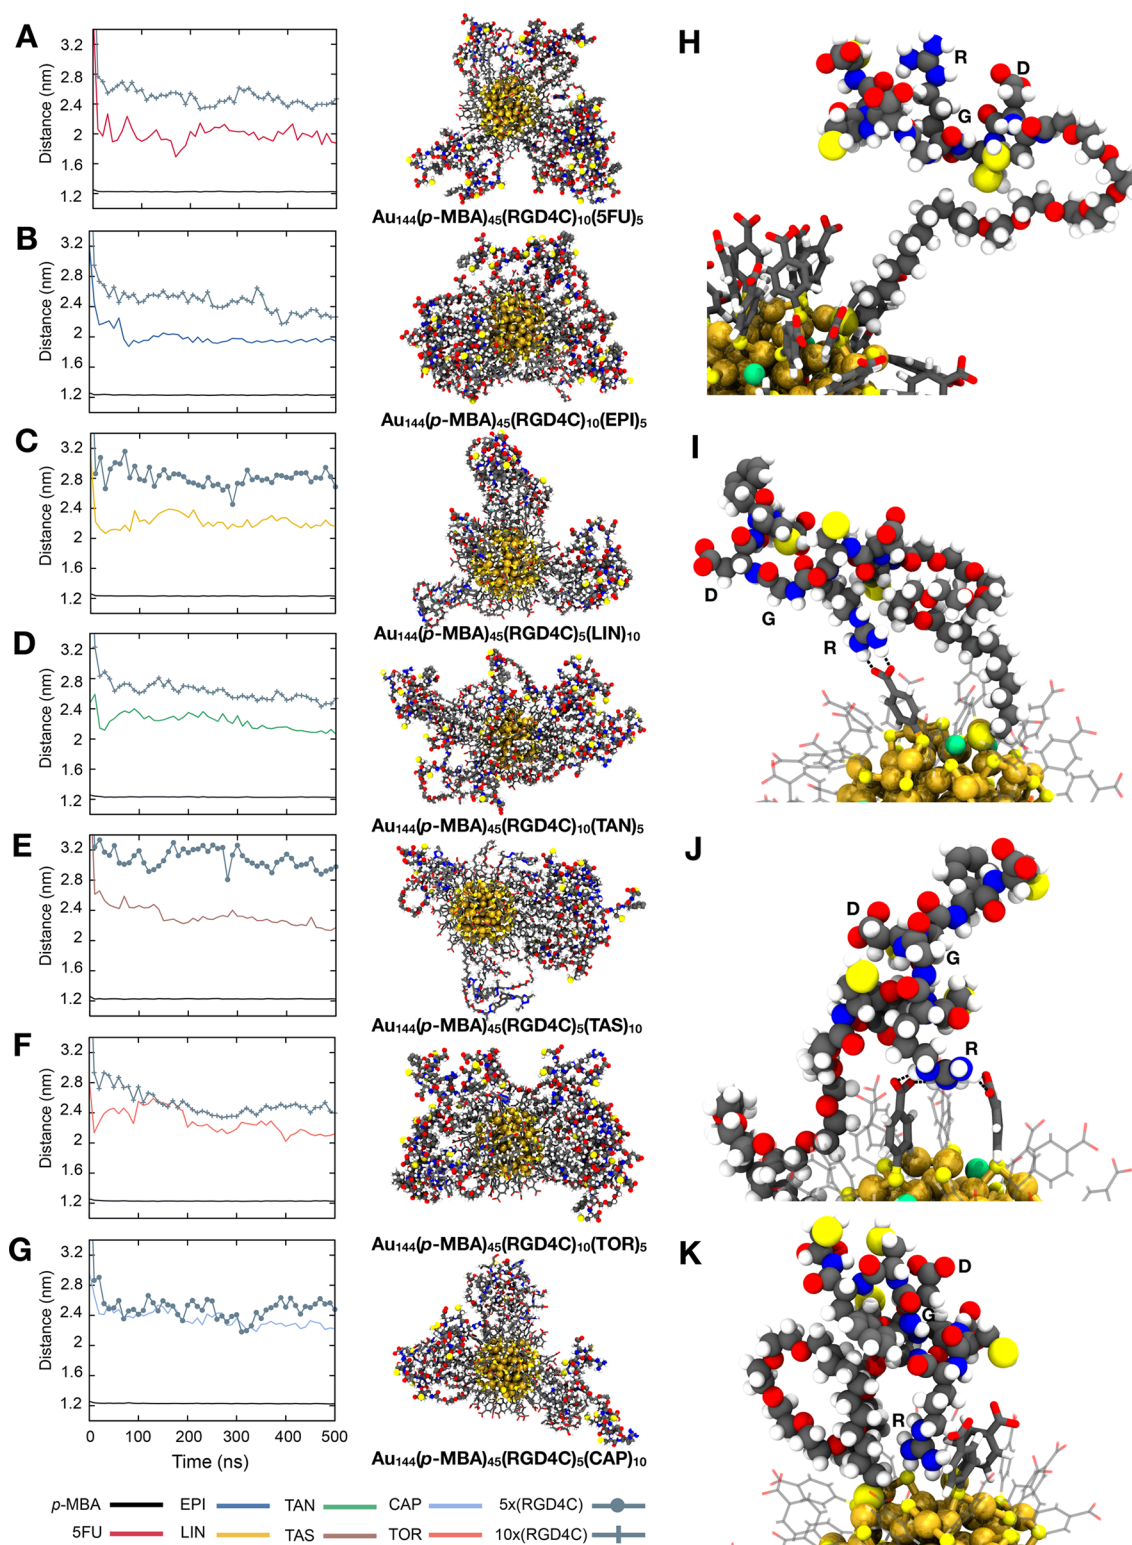 A
3.2
2.8
2.4
2
1.6
1.2
Distance (nm)
Au₁₄₄(p-MBA)₄₅(RGD4C)₁₀(5FU)₅
B
3.2
2.8
2.4
2
1.6
1.2
Distance (nm)
Au₁₄₄(p-MBA)₄₅(RGD4C)₁₀(EPI)₅
C
3.2
2.8
2.4
2
1.6
1.2
Distance (nm)
Au₁₄₄(p-MBA)₄₅(RGD4C)₅(LIN)₁₀
D
3.2
2.8
2.4
2
1.6
1.2
Distance (nm)
Au₁₄₄(p-MBA)₄₅(RGD4C)₁₀(TAN)₅
E
3.2
2.8
2.4
2
1.6
1.2
Distance (nm)
Au₁₄₄(p-MBA)₄₅(RGD4C)₅(TAS)₁₀
F
3.2
2.8
2.4
2
1.6
1.2
Distance (nm)
Au₁₄₄(p-MBA)₄₅(RGD4C)₁₀(TOR)₅
G
3.2
2.8
2.4
2
1.6
1.2
Distance (nm)
0 100 200 300 400 500
Time (ns)
Au₁₄₄(p-MBA)₄₅(RGD4C)₅(CAP)₁₀
p-MBA EPI TAN CAP 5x(RGD4C)
5FU LIN TAS TOR 10x(RGD4C)
H
R
D
G
I
D
G
R
J
D
G
R
K
D
G
R